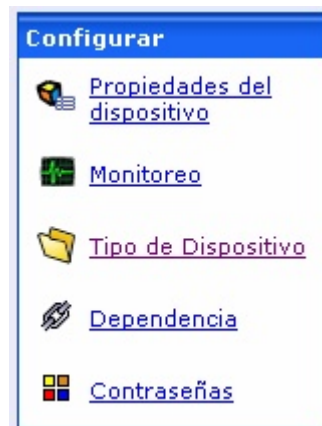 Configurar
Propiedades del
dispositivo
Monitoreo
Tipo de Dispositivo
Dependencia
Contraseñas